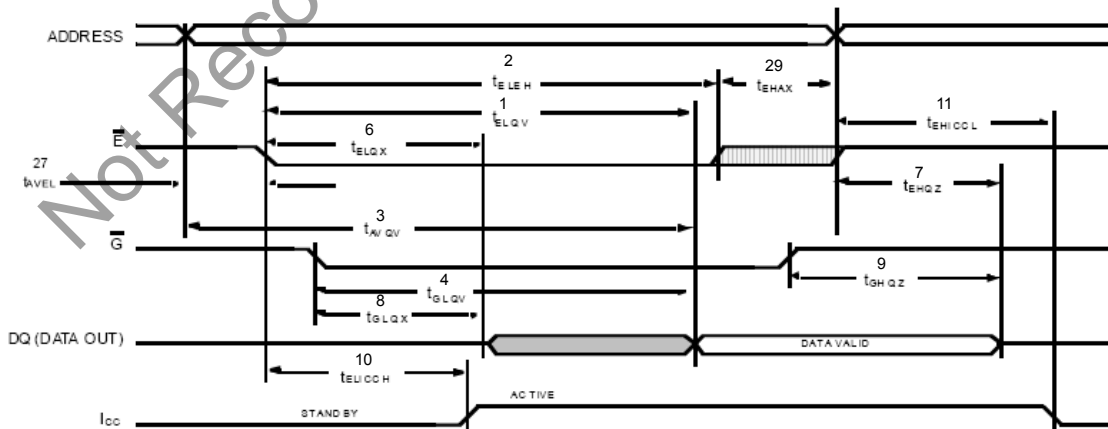 Not Reco
ADDRESS
2
tELEH
29
tEHAX
1
tELQV
11
tEHICCL
E
6
tELQX
27
tAVEL
7
tEHQZ
3
tAVQV
G
9
tGHQZ
4
tGLQV
8
tGLQX
DQ (DATA OUT)
DATA VALID
10
tELICCH
ACTIVE
STANDBY
ICC